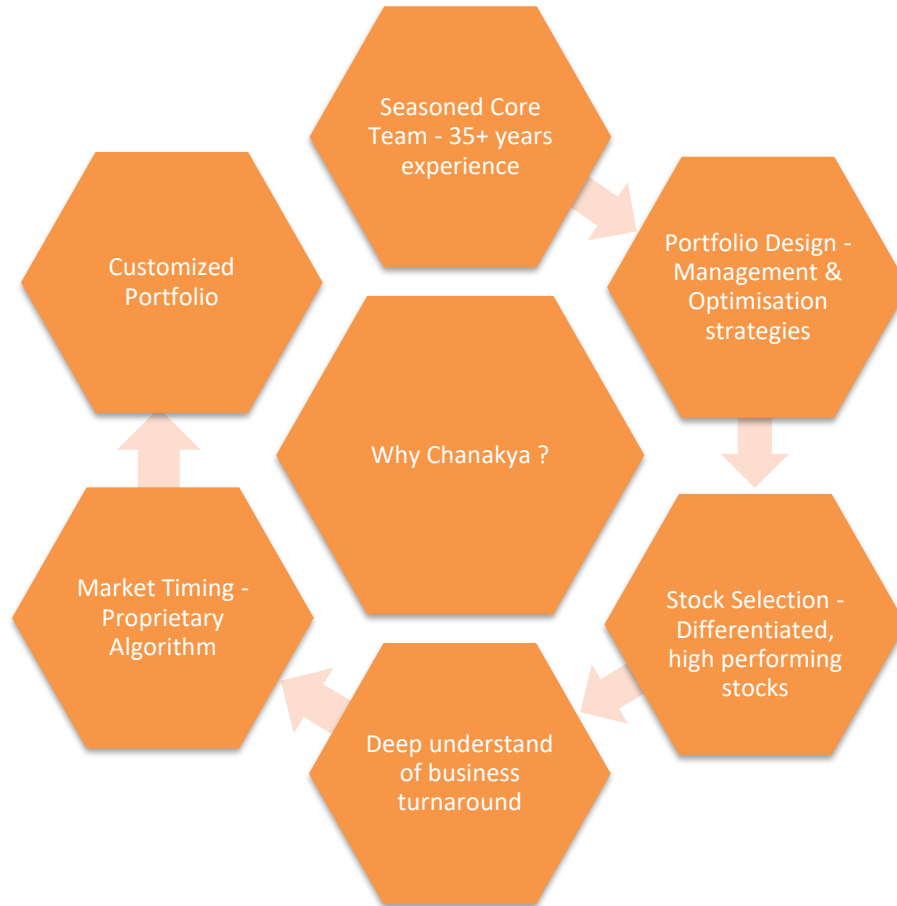 Seasoned Core
Team - 35+ years
experience
Portfolio Design -
Management &
Optimisation
strategies
Stock Selection -
Differentiated,
high performing
stocks
Deep understand
of business
turnaround
Market Timing -
Proprietary
Algorithm
Customized
Portfolio
Why Chanakya ?